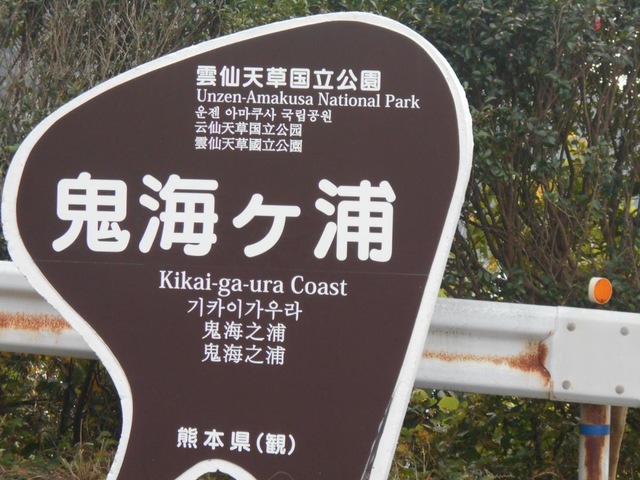 雲仙天草国立公園
Unzen-Amakusa National Park
운젠 아마쿠사 국립공원
云仙天草国立公园
雲仙天草國立公園
鬼海ヶ浦
Kikai-ga-ura Coast
기카이가우라
鬼海之浦
鬼海之浦
熊本県(観)